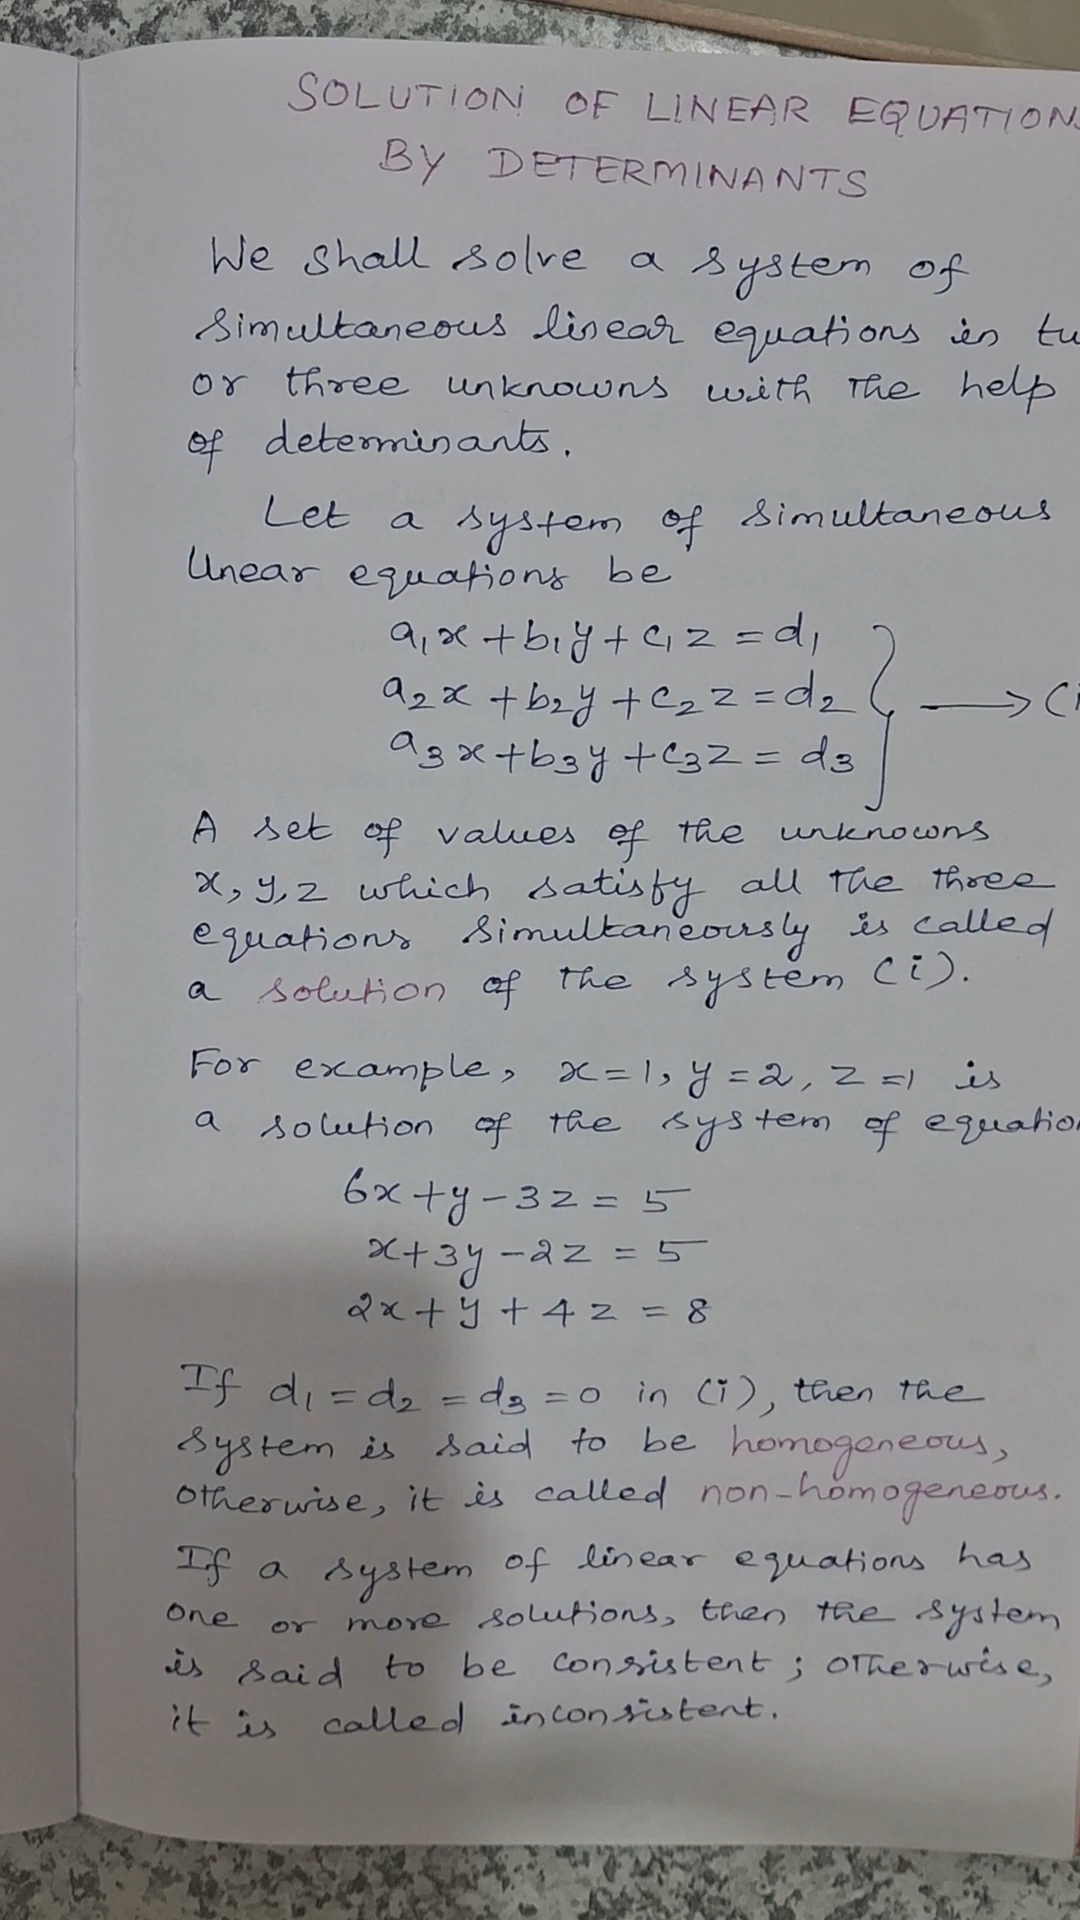 SOLUTION OF LINEAR EQUATIONS
BY DETERMINANTS
We shall solve a system of
simultaneous linear equations in
or three unknowns with the help
of determinants.
Let a system of simultaneous
linear equations be
a₁x + b₁y + c₁z = d₁
a₂x + b₂y + c₂z = d₂ ⟶ (i
a₃x + b₃y + c₃z = d₃
A set of values of the unknowns
x, y, z which satisfy all the three
equations simultaneously is called
a solution of the system (i).
For example, x=1, y=2, z=1 is
a solution of the system of equation
6x + y - 3z = 5
x + 3y - 2z = 5
2x + y + 4z = 8
If d₁ = d₂ = d₃ = 0 in (i), then the
system is said to be homogeneous,
otherwise, it is called non-homogeneous.
If a system of linear equations has
one or more solutions, then the system
is said to be consistent; otherwise,
it is called inconsistent.